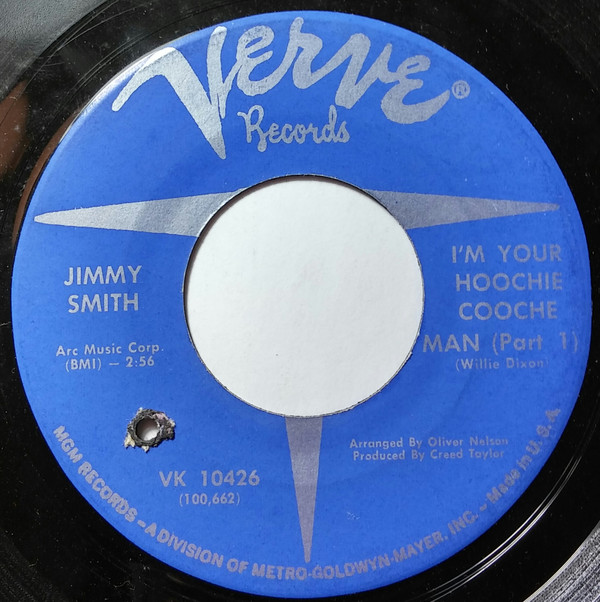 Verve®
Records
JIMMY
SMITH
Arc Music Corp.
(BMI) – 2:56
I'M YOUR
HOOCHIE
COOCHE
MAN (Part 1)
(Willie Dixon)
VK 10426
(100,662)
Arranged By Oliver Nelson
Produced By Creed Taylor
MGM RECORDS – A DIVISION OF METRO-GOLDWYN-MAYER, INC. – Made in U. S. A.